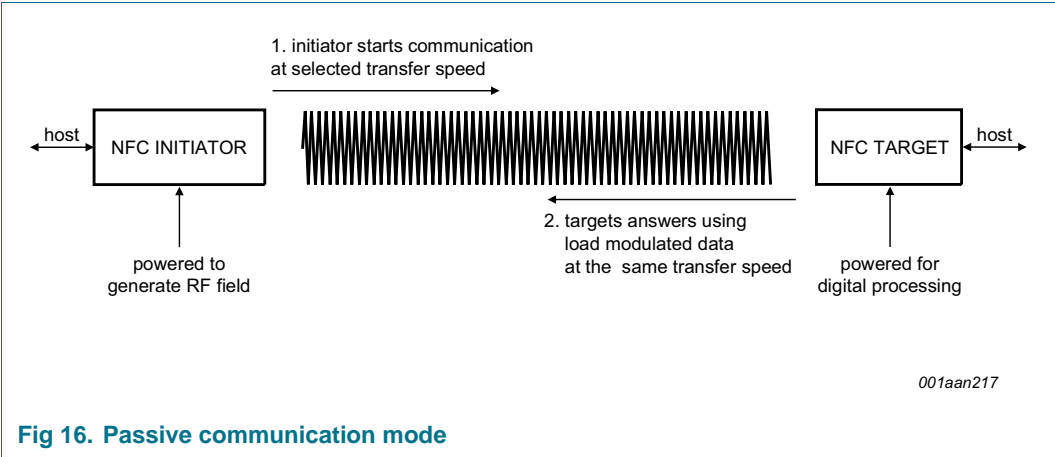 1. initiator starts communication
at selected transfer speed
host
NFC INITIATOR
NFC TARGET
host
2. targets answers using
load modulated data
at the same transfer speed
powered to
generate RF field
powered for
digital processing
001aan217
Fig 16. Passive communication mode